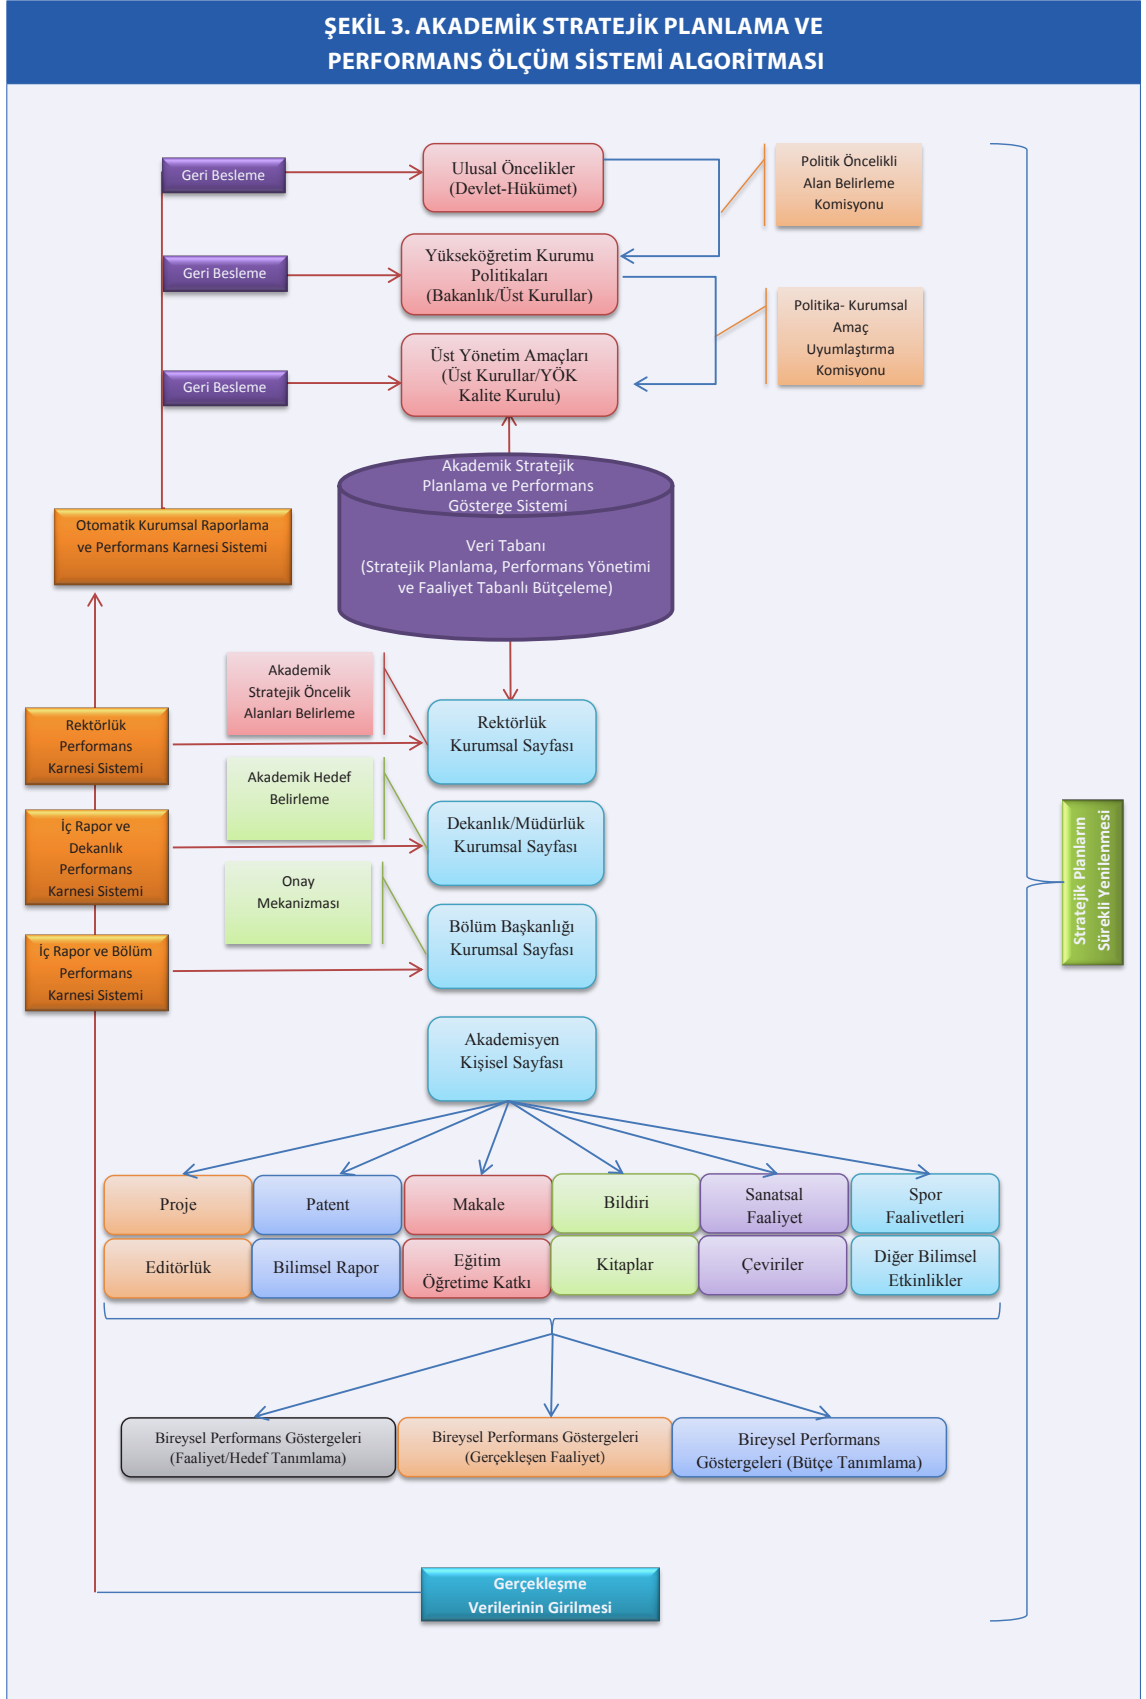 ŞEKİL 3. AKADEMİK STRATEJİK PLANLAMA VE
PERFORMANS ÖLÇÜM SİSTEMİ ALGORİTMASI
Geri Besleme
Ulusal Öncelikler
(Devlet-Hükümet)
Politik Öncelikli
Alan Belirleme
Komisyonu
Geri Besleme
Yükseköğretim Kurumu
Politikaları
(Bakanlık/Üst Kurullar)
Politika- Kurumsal
Amaç
Uyumlaştırma
Komisyonu
Geri Besleme
Üst Yönetim Amaçları
(Üst Kurullar/YÖK
Kalite Kurulu)
Akademik Stratejik
Planlama ve Performans
Gösterge Sistemi
Veri Tabanı
(Stratejik Planlama, Performans Yönetimi
ve Faaliyet Tabanlı Bütçeleme)
Otomatik Kurumsal Raporlama
ve Performans Karnesi Sistemi
Akademik
Stratejik Öncelik
Alanları Belirleme
Rektörlük
Performans
Karnesi Sistemi
Rektörlük
Kurumsal Sayfası
Akademik Hedef
Belirleme
İç Rapor ve
Dekanlık
Performans
Karnesi Sistemi
Dekanlık/Müdürlük
Kurumsal Sayfası
Onay
Mekanizması
İç Rapor ve Bölüm
Performans
Karnesi Sistemi
Bölüm Başkanlığı
Kurumsal Sayfası
Stratejik Planların
Sürekli Yenilenmesi
Akademisyen
Kişisel Sayfası
Proje
Patent
Makale
Bildiri
Sanatsal
Faaliyet
Spor
Faalivetleri
Editörlük
Bilimsel Rapor
Eğitim
Öğretime Katkı
Kitaplar
Çeviriler
Diğer Bilimsel
Etkinlikler
Bireysel Performans Göstergeleri
(Faaliyet/Hedef Tanımlama)
Bireysel Performans Göstergeleri
(Gerçekleşen Faaliyet)
Bireysel Performans
Göstergeleri (Bütçe Tanımlama)
Gerçekleşme
Verilerinin Girilmesi